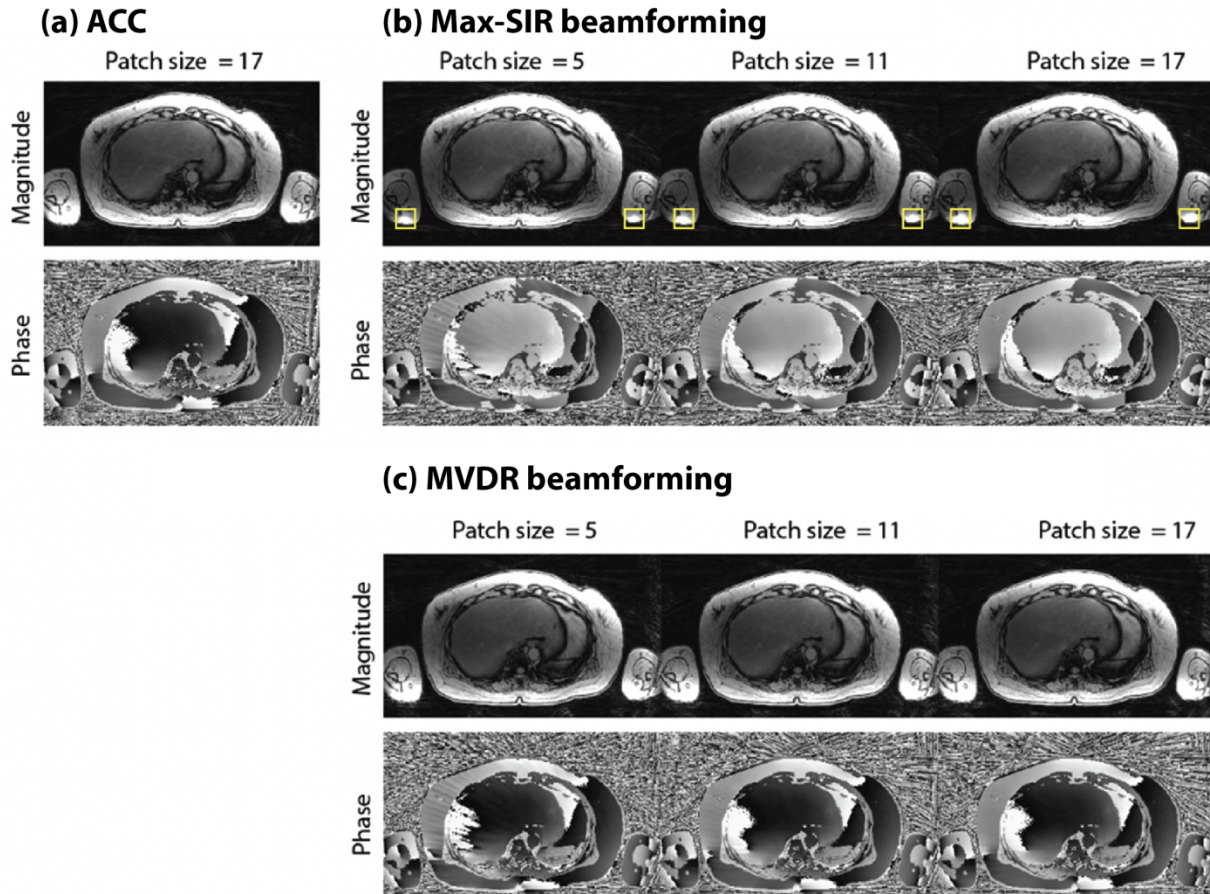 (a) ACC
(b) Max-SIR beamforming
Patch size = 17
Patch size = 5
Patch size = 11
Patch size = 17
Magnitude
Magnitude
Phase
Phase
(c) MVDR beamforming
Patch size = 5
Patch size = 11
Patch size = 17
Magnitude
Phase